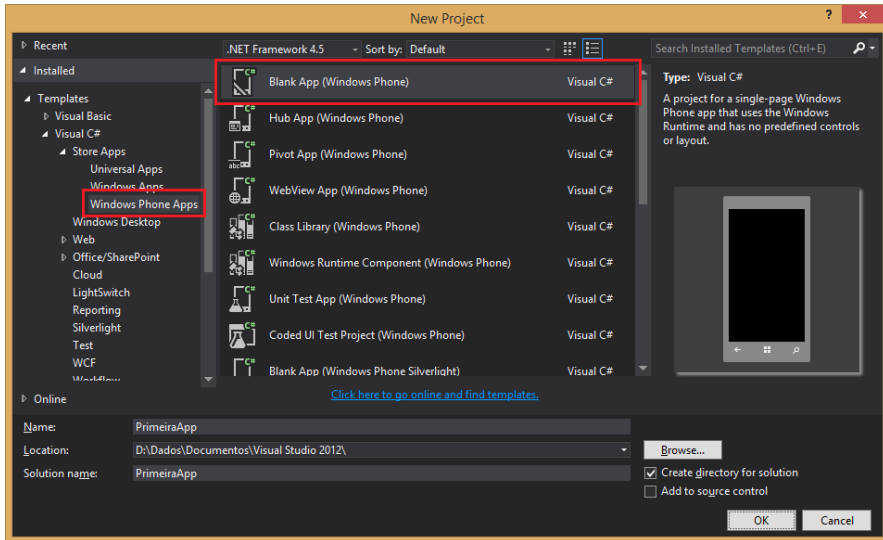 New Project
? ×
Recent
.NET Framework 4.5 Sort by: Default
Search Installed Templates (Ctrl+E)
Installed
Templates
Visual Basic
Visual C#
Store Apps
Universal Apps
Windows Apps
Windows Phone Apps
Windows Desktop
Web
Office/SharePoint
Cloud
LightSwitch
Reporting
Silverlight
Test
WCF
Workflow
Online
C# Blank App (Windows Phone) Visual C#
C# Hub App (Windows Phone) Visual C#
C# abc Pivot App (Windows Phone) Visual C#
C# WebView App (Windows Phone) Visual C#
C# Class Library (Windows Phone) Visual C#
C# Windows Runtime Component (Windows Phone) Visual C#
C# Unit Test App (Windows Phone) Visual C#
C# Coded UI Test Project (Windows Phone) Visual C#
C# Blank App (Windows Phone Silverlight) Visual C#
Click here to go online and find templates.
Type: Visual C#
A project for a single-page Windows
Phone app that uses the Windows
Runtime and has no predefined controls
or layout.
Name: PrimeiraApp
Location: D:\Dados\Documentos\Visual Studio 2012\
Browse...
Solution name: PrimeiraApp
Create directory for solution
Add to source control
OK Cancel